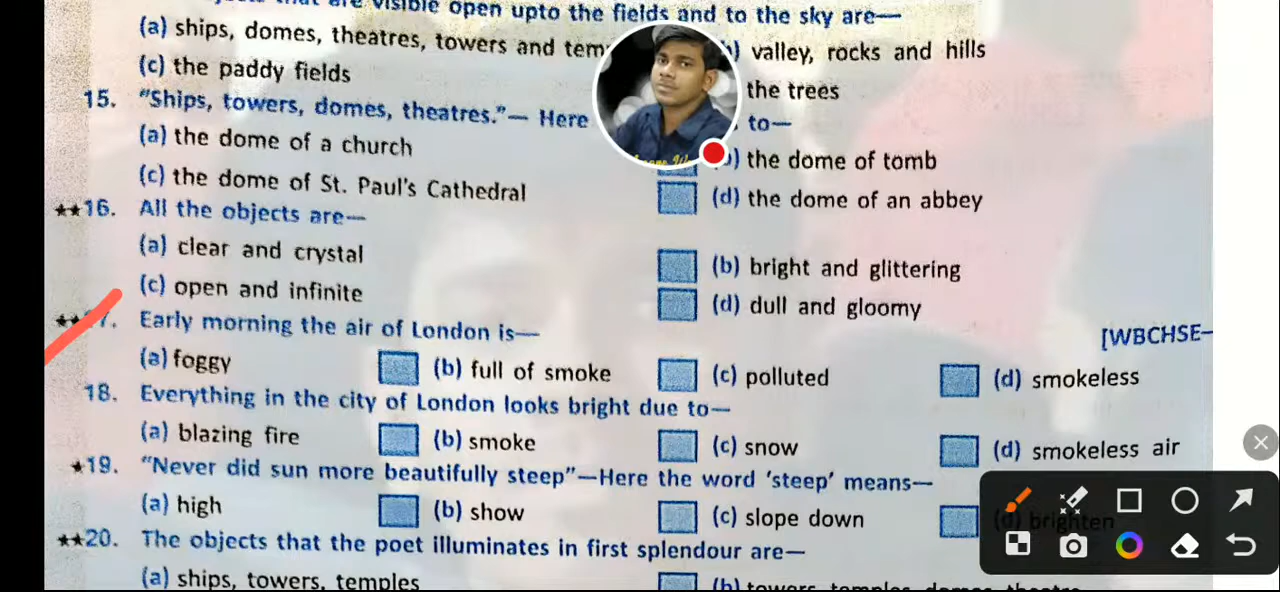 visible open upto the fields and to the sky are—
(a) ships, domes, theatres, towers and tem
valley, rocks and hills
(c) the paddy fields
the trees
15. “Ships, towers, domes, theatres.”— Here
to—
(a) the dome of a church
the dome of tomb
(c) the dome of St. Paul's Cathedral
(d) the dome of an abbey
★★16. All the objects are—
(a) clear and crystal
(b) bright and glittering
(c) open and infinite
(d) dull and gloomy
★★17. Early morning the air of London is—
[WBCHSE—
(a) foggy (b) full of smoke (c) polluted (d) smokeless
18. Everything in the city of London looks bright due to—
(a) blazing fire (b) smoke (c) snow (d) smokeless air
★19. “Never did sun more beautifully steep”—Here the word ‘steep’ means—
(a) high (b) show (c) slope down (d) brighten
★★20. The objects that the poet illuminates in first splendour are—
(a) ships, towers, temples
(b) towers, temples, domes, theatre